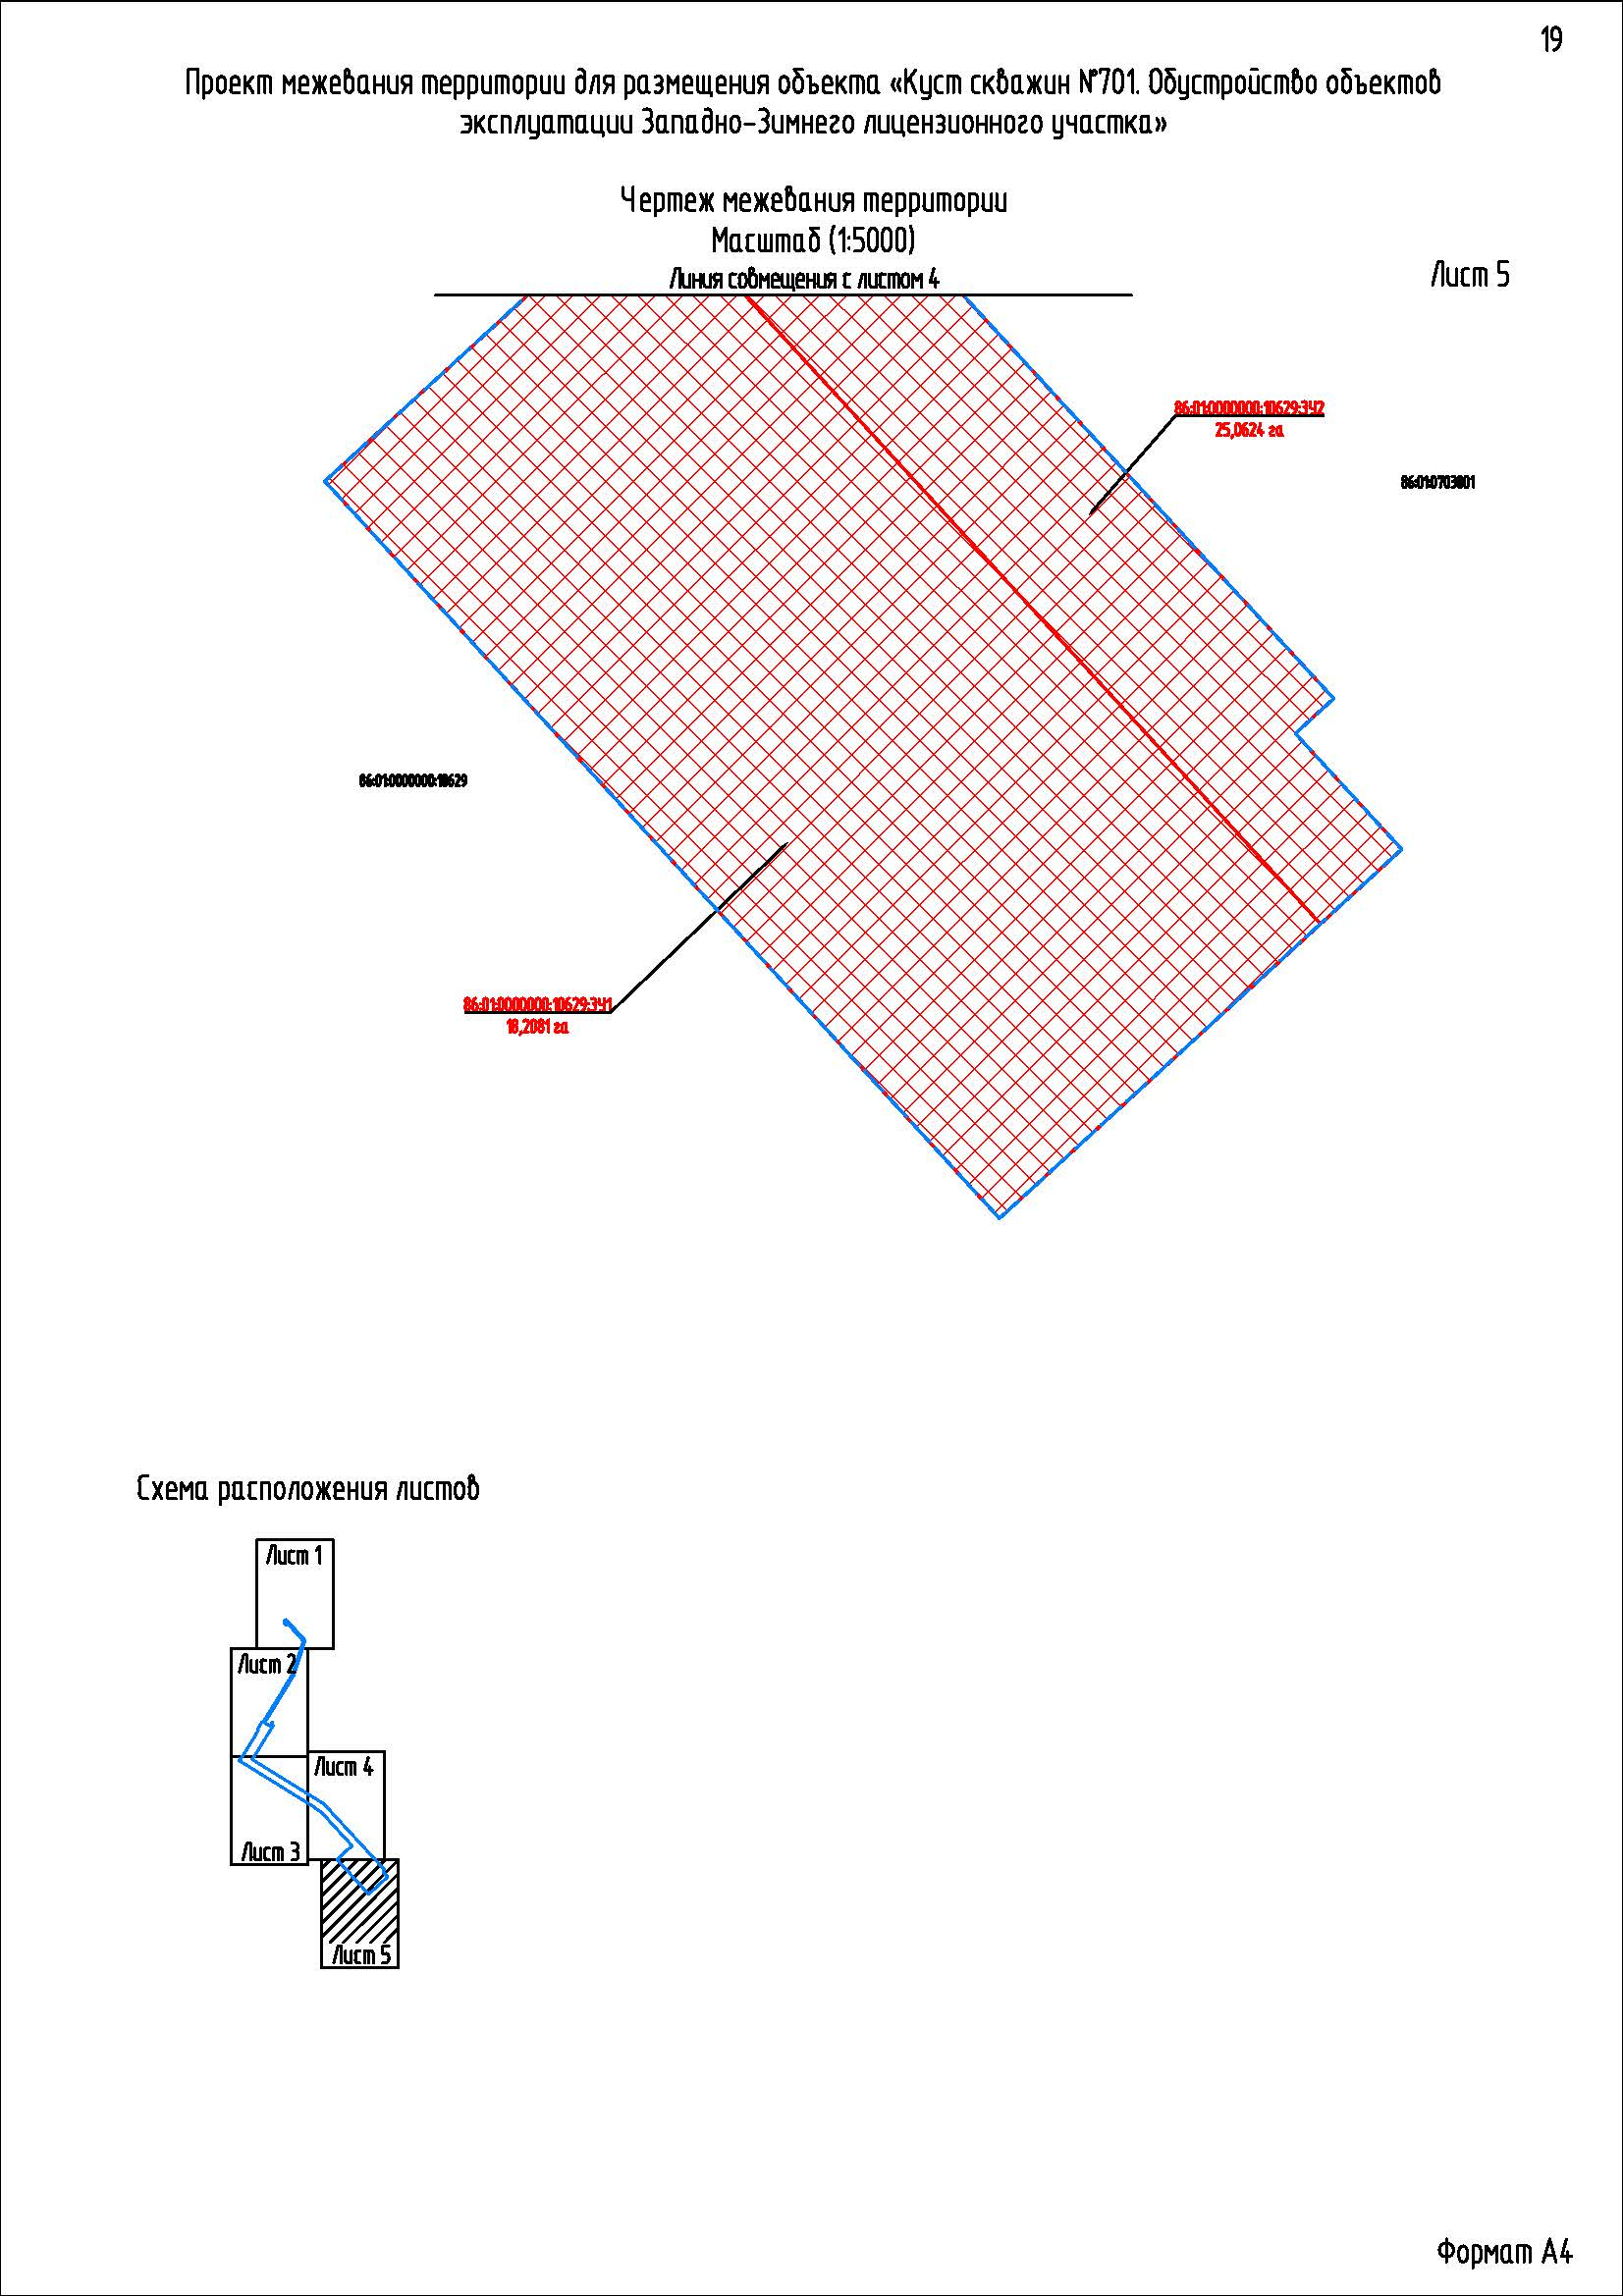 19
Проект межевания территории для размещения объекта «Куст скважин №701. Обустройство объектов
эксплуатации Западно-Зимнего лицензионного участка»
Чертеж межевания территории
Масштаб (1:5000)
Линия совмещения с листом 4
Лист 5
86:01:0000000:10629:ЗУ2
25,0624 га
86:01:0703001
86:01:0000000:10629
86:01:0000000:10629:ЗУ1
18,2081 га
Схема расположения листов
Лист 1
Лист 2
Лист 4
Лист 3
Лист 5
Формат А4